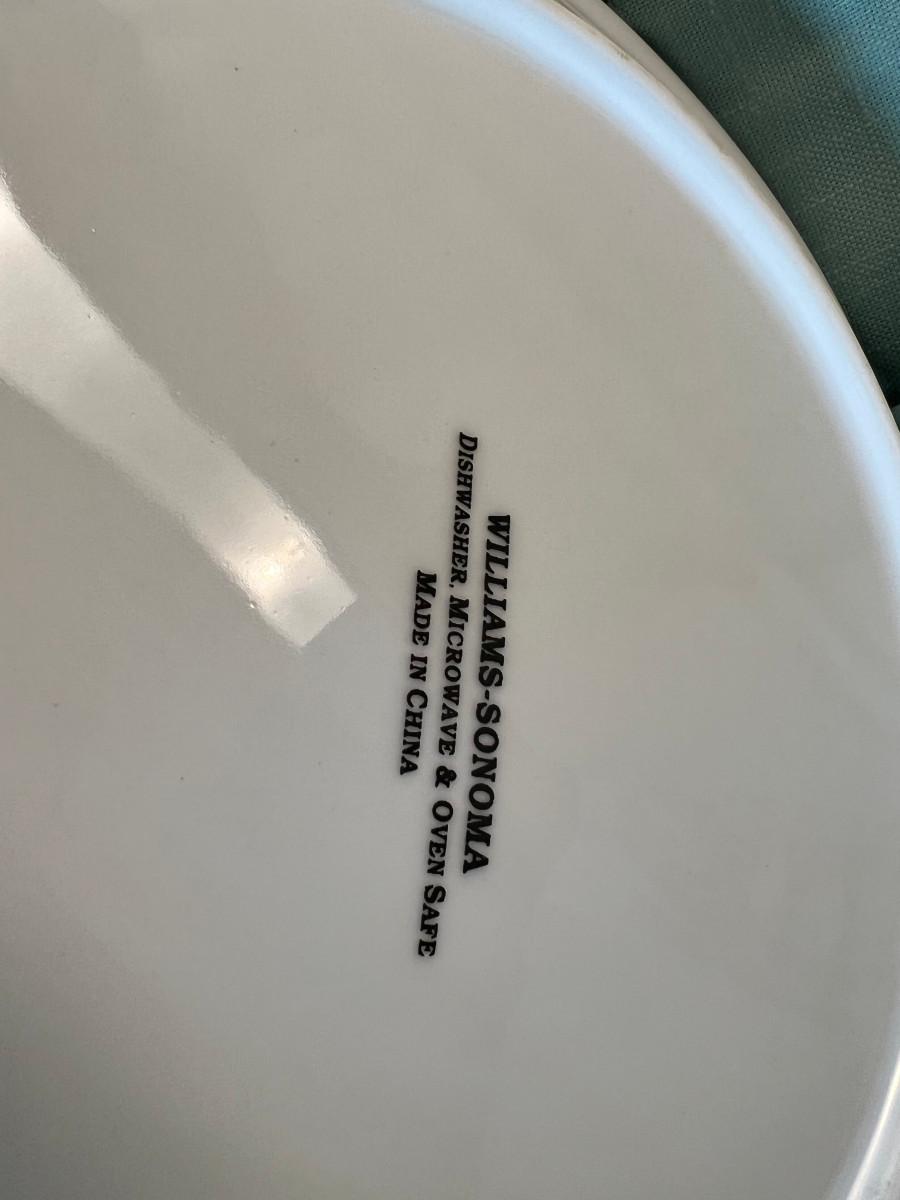 WILLIAMS-SONOMA
DISHWASHER, MICROWAVE & OVEN SAFE
MADE IN CHINA